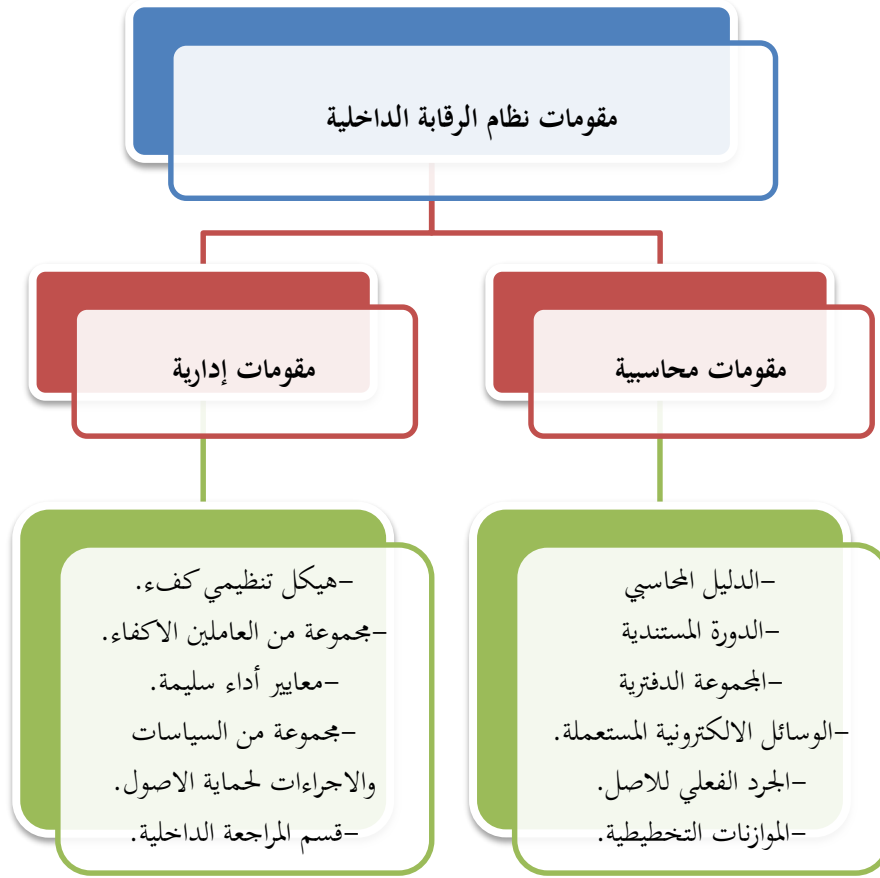 مقومات نظام الرقابة الداخلية
مقومات محاسبية
مقومات إدارية
-الدليل المحاسبي
-الدورة المستندية
-المجموعة الدفترية
-الوسائل الالكترونية المستعملة.
-الجرد الفعلي للاصل.
-الموازنات التخطيطية.
-هيكل تنظيمي كفء.
-مجموعة من العاملين الاكفاء.
-معايير أداء سليمة.
-مجموعة من السياسات
والاجراءات لحماية الاصول.
-قسم المراجعة الداخلية.